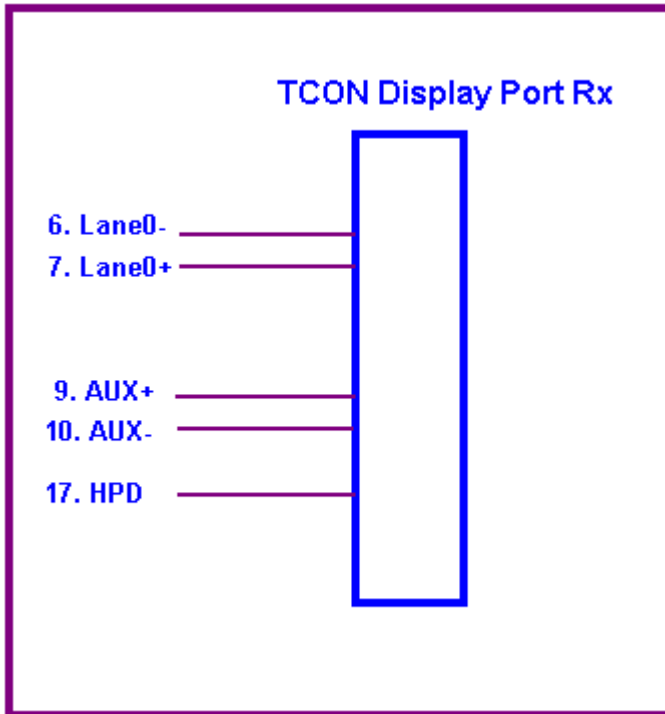 TCON Display Port Rx
6. Lane0-
7. Lane0+
9. AUX+
10. AUX-
17. HPD